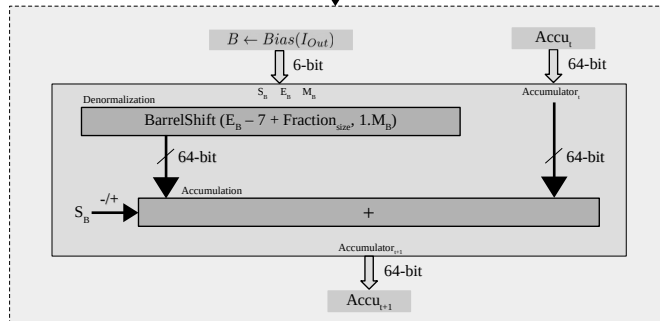 B ← Bias(I_Out) Accu_t
6-bit 64-bit
S_B E_B M_B Accumulator_t
Denormalization
BarrelShift (E_B – 7 + Fraction_size, 1.M_B)
64-bit 64-bit
Accumulation
-/+
S_B +
Accumulator_t+1
64-bit
Accu_t+1